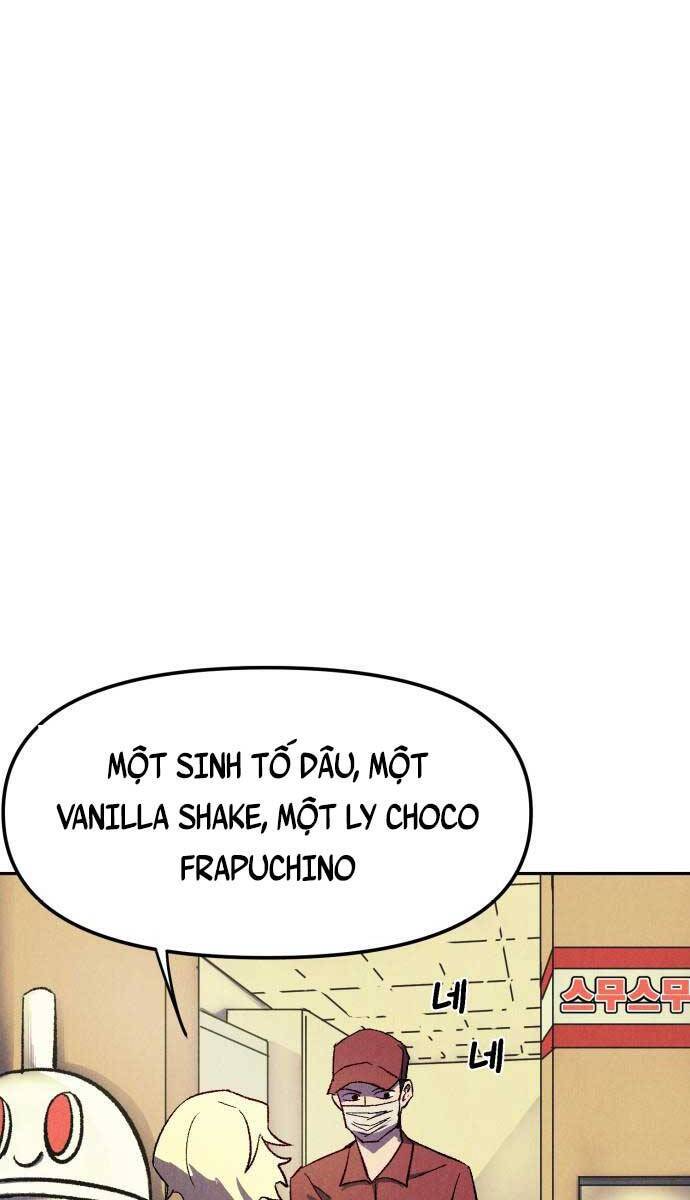 MỘT SINH TỐ DÂU, MỘT
VANILLA SHAKE, MỘT LY CHOCO
FRAPUCHINO
네
네
스무스무